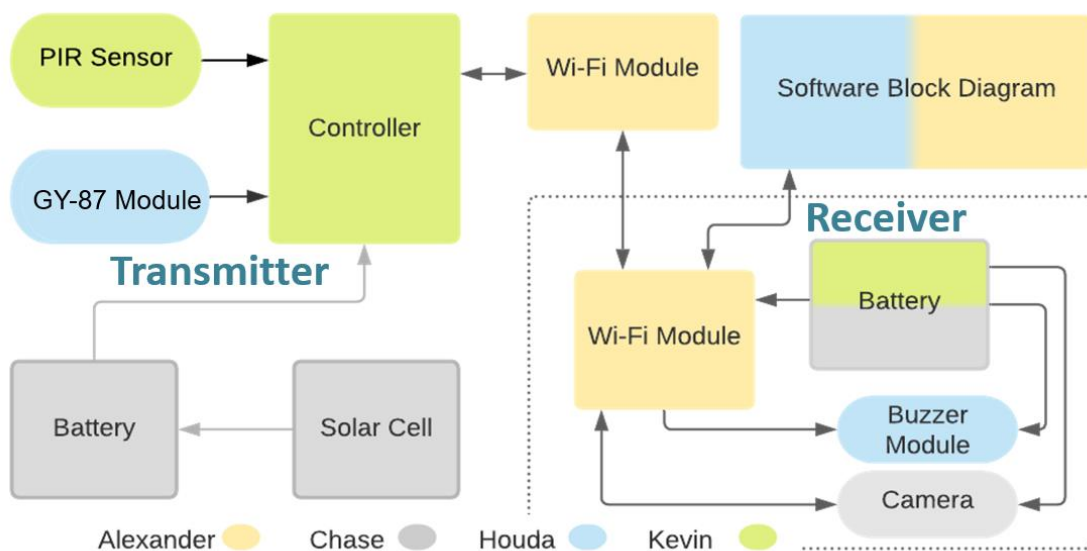 PIR Sensor
GY-87 Module
Controller
Wi-Fi Module
Software Block Diagram
Transmitter
Battery
Solar Cell
Receiver
Wi-Fi Module
Battery
Buzzer
Module
Camera
Alexander
Chase
Houda
Kevin